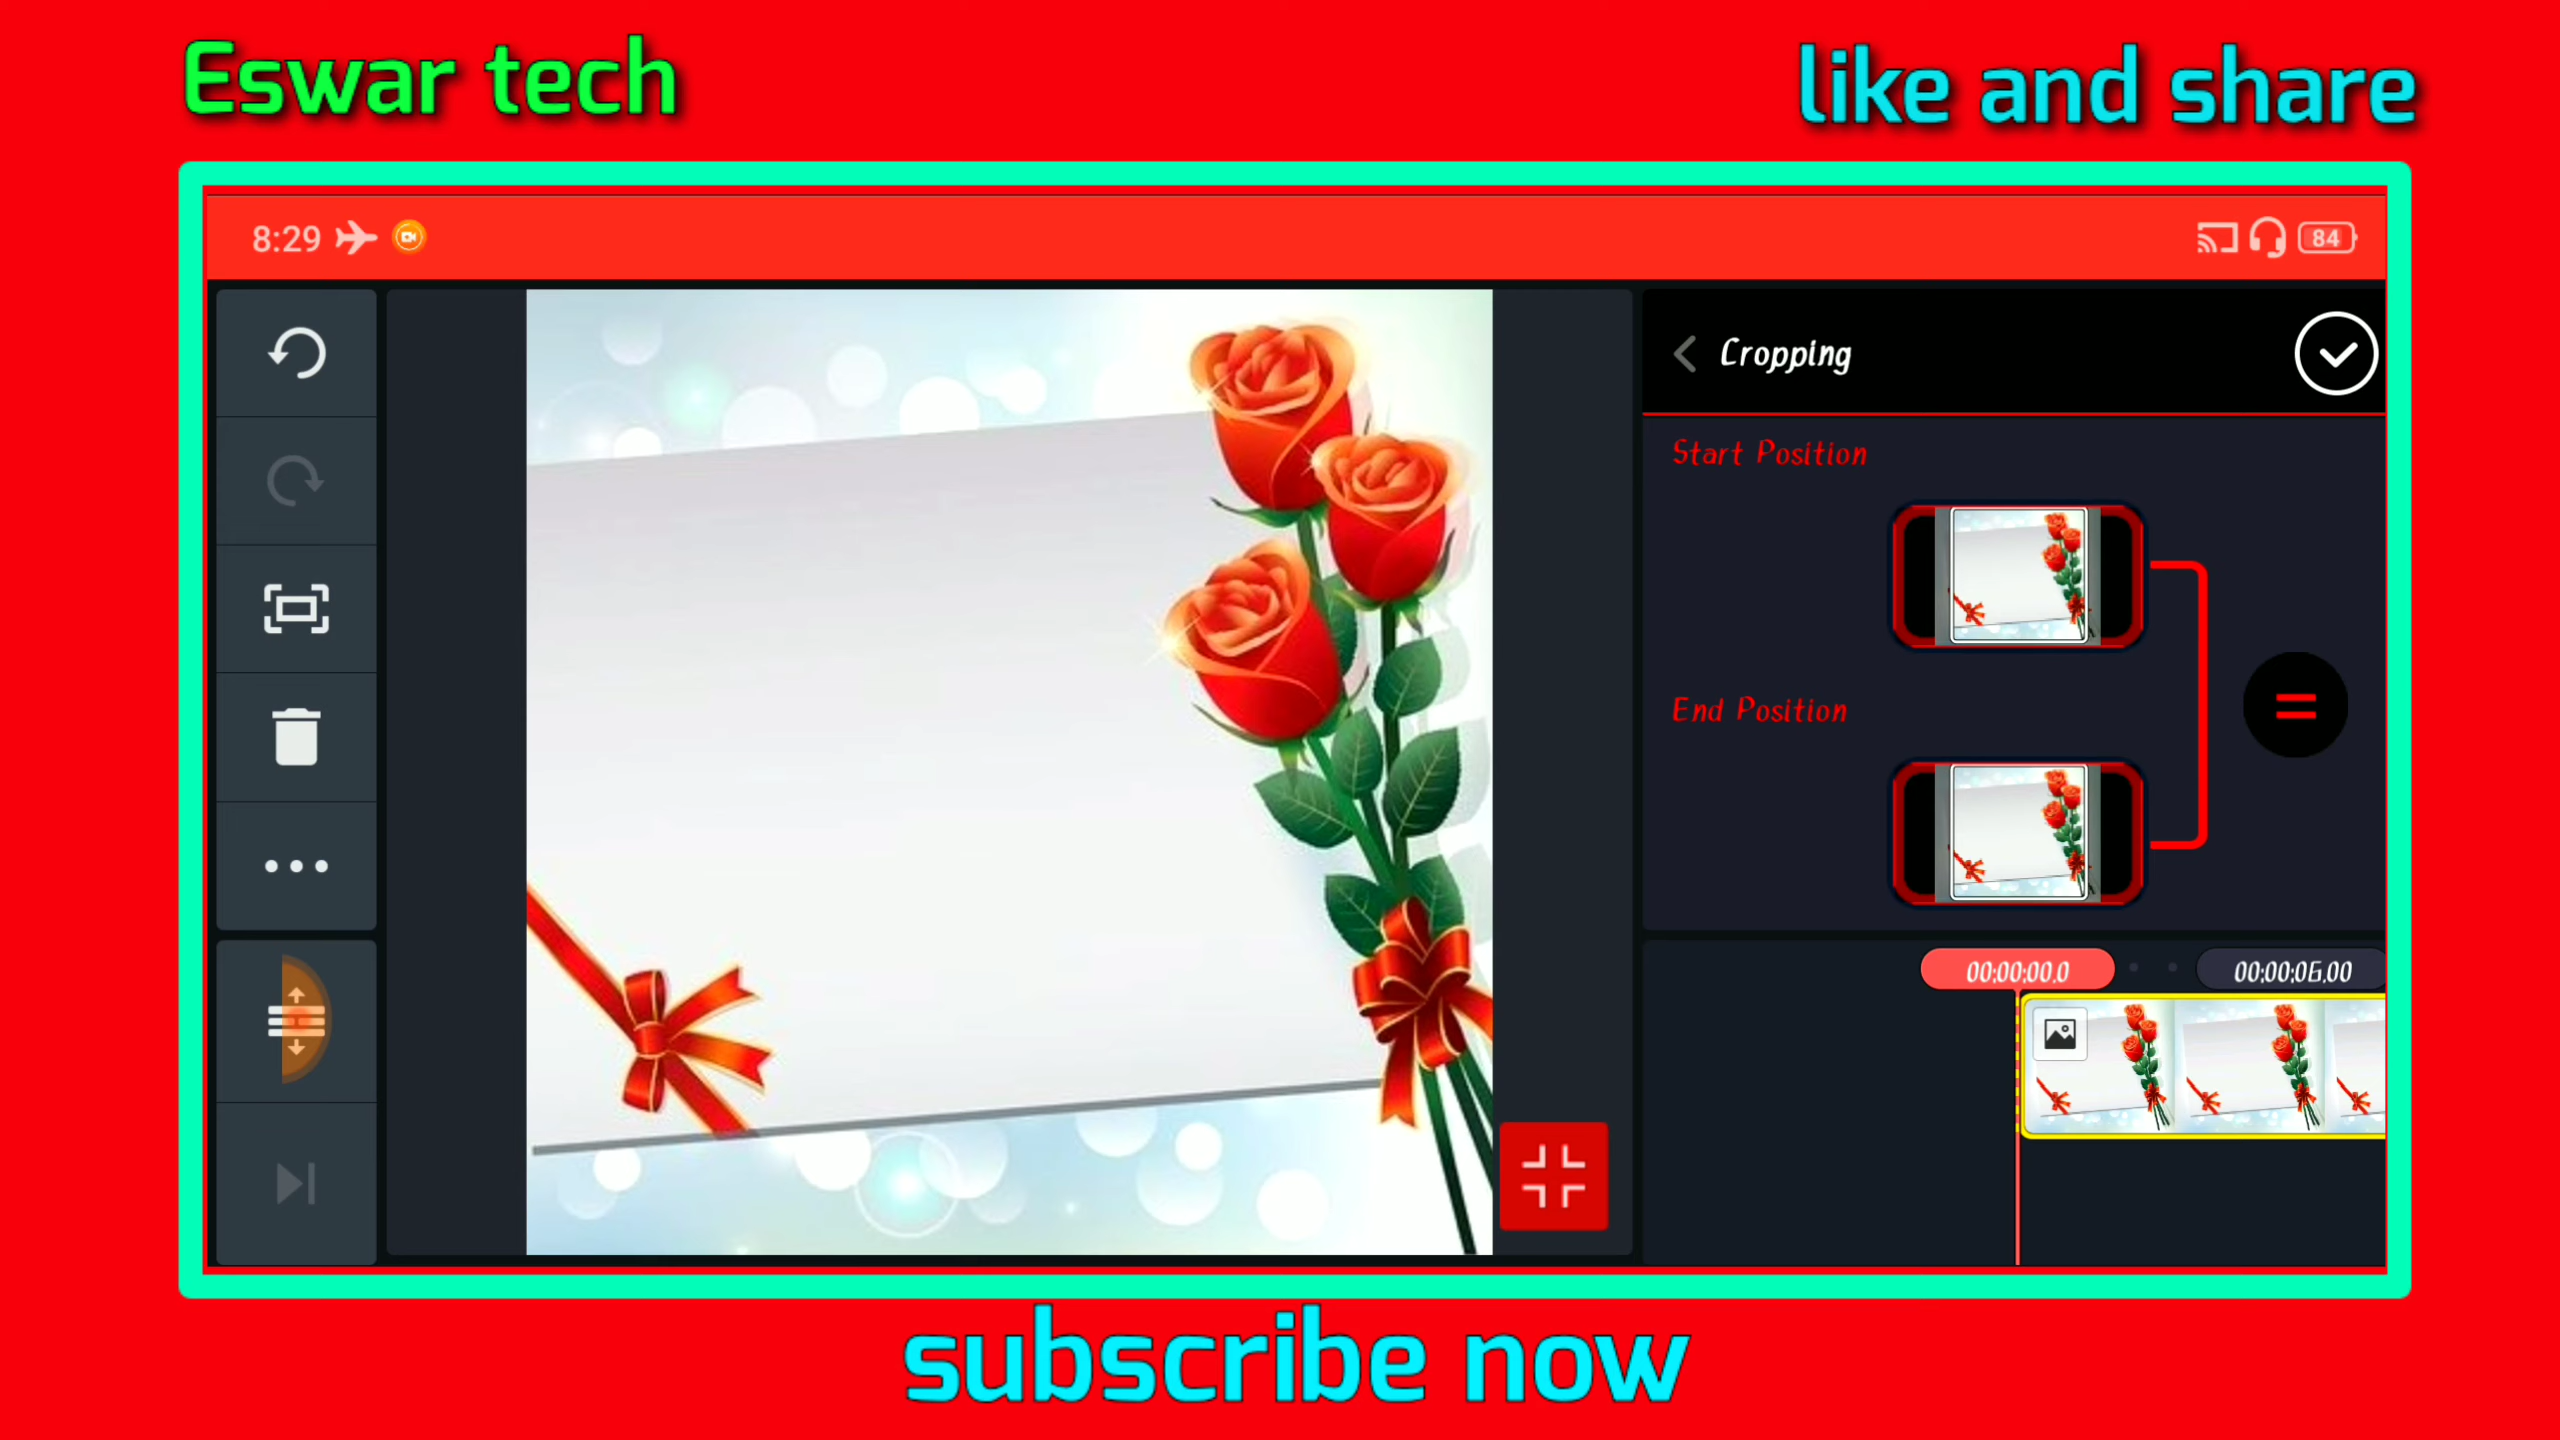 Eswar tech
like and share
8:29
84
Cropping
Start Position
End Position
00:00:00.0
00:00:06.00
subscribe now